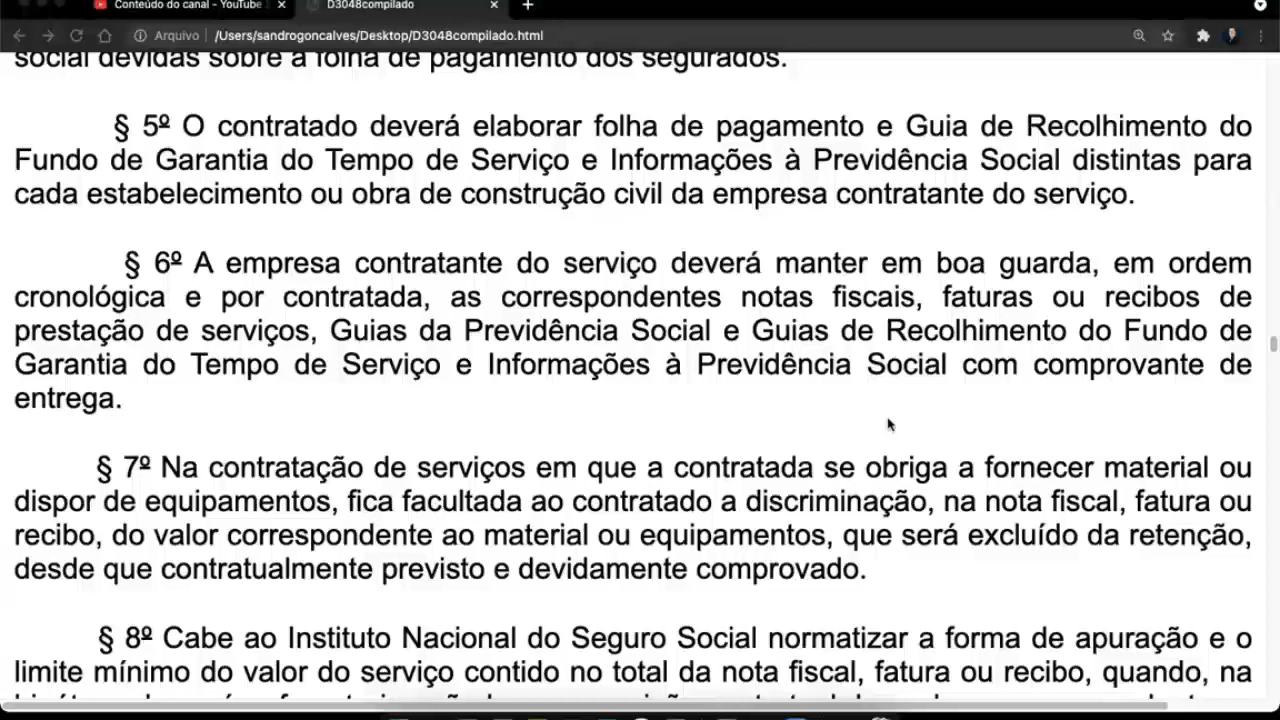 Conteúdo do canal - YouTube
D3048compilado
Arquivo /Users/sandrogoncalves/Desktop/D3048compilado.html
social devidas sobre a folha de pagamento dos segurados.
§ 5º O contratado deverá elaborar folha de pagamento e Guia de Recolhimento do
Fundo de Garantia do Tempo de Serviço e Informações à Previdência Social distintas para
cada estabelecimento ou obra de construção civil da empresa contratante do serviço.
§ 6º A empresa contratante do serviço deverá manter em boa guarda, em ordem
cronológica e por contratada, as correspondentes notas fiscais, faturas ou recibos de
prestação de serviços, Guias da Previdência Social e Guias de Recolhimento do Fundo de
Garantia do Tempo de Serviço e Informações à Previdência Social com comprovante de
entrega.
§ 7º Na contratação de serviços em que a contratada se obriga a fornecer material ou
dispor de equipamentos, fica facultada ao contratado a discriminação, na nota fiscal, fatura ou
recibo, do valor correspondente ao material ou equipamentos, que será excluído da retenção,
desde que contratualmente previsto e devidamente comprovado.
§ 8º Cabe ao Instituto Nacional do Seguro Social normatizar a forma de apuração e o
limite mínimo do valor do serviço contido no total da nota fiscal, fatura ou recibo, quando, na